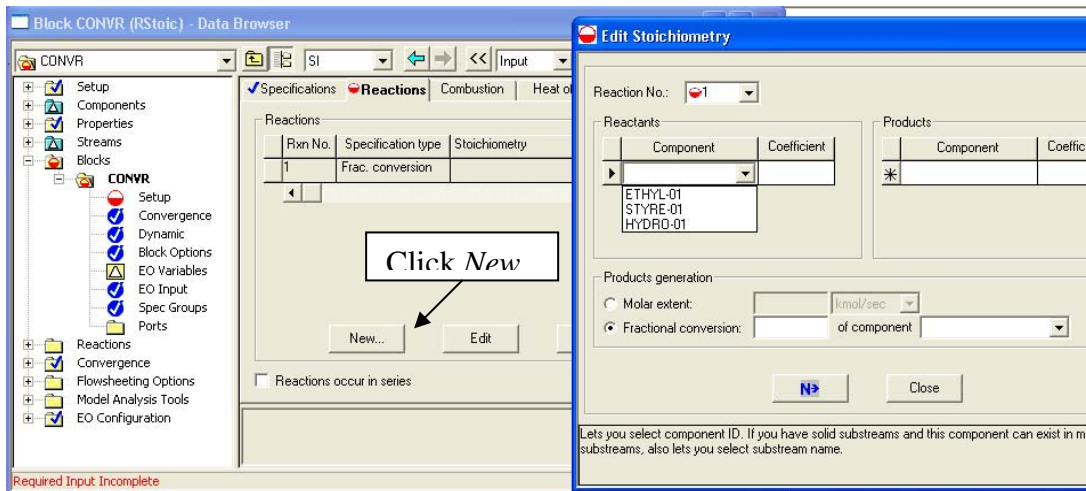 Block CONVR (RStoic) - Data Browser
CONVR
SI
<<
Input
Setup
Components
Properties
Streams
Blocks
CONVR
Setup
Convergence
Dynamic
Block Options
EO Variables
EO Input
Spec Groups
Ports
Reactions
Convergence
Flowsheeting Options
Model Analysis Tools
EO Configuration
Specifications Reactions Combustion Heat of
Reactions
Rxn No. Specification type Stoichiometry
1 Frac. conversion
Click New
New... Edit
Reactions occur in series
Required Input Incomplete
Edit Stoichiometry
Reaction No.: 1
Reactants
Component Coefficient
ETHYL-01
STYRE-01
HYDRO-01
Products
Component Coeffic
Products generation
Molar extent: kmol/sec
Fractional conversion: of component
N> Close
Lets you select component ID. If you have solid substreams and this component can exist in m
substreams, also lets you select substream name.